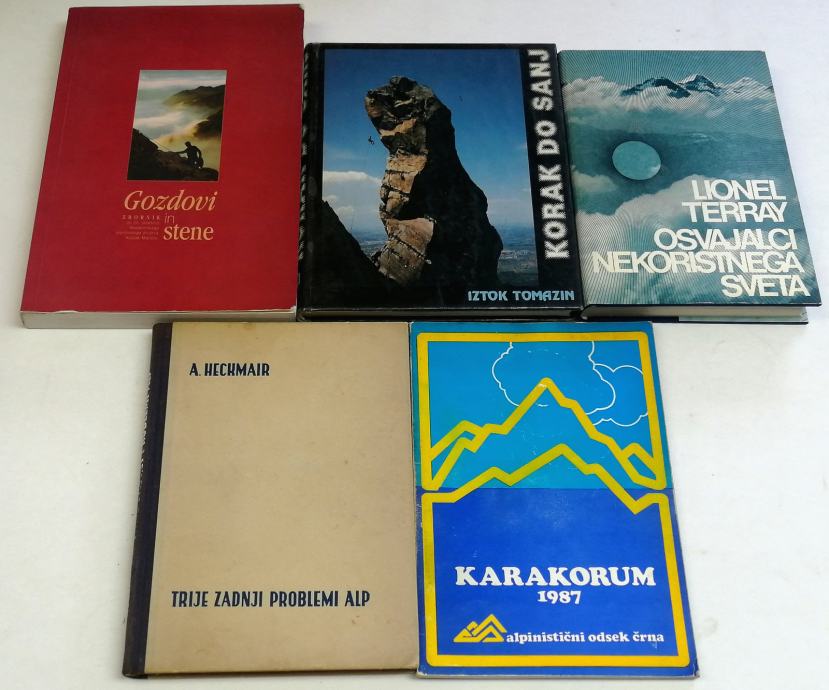 Gozdovi
ZBORNIK
in
stene
KORAK DO SANJ
IZTOK TOMAZIN
LIONEL
TERRAY
OSVAJALCI
NEKORISTNEGA
SVETA
A. HECKMAIR
TRIJE ZADNJI PROBLEMI ALP
KARAKORUM
1987
alpinistični odsek črna